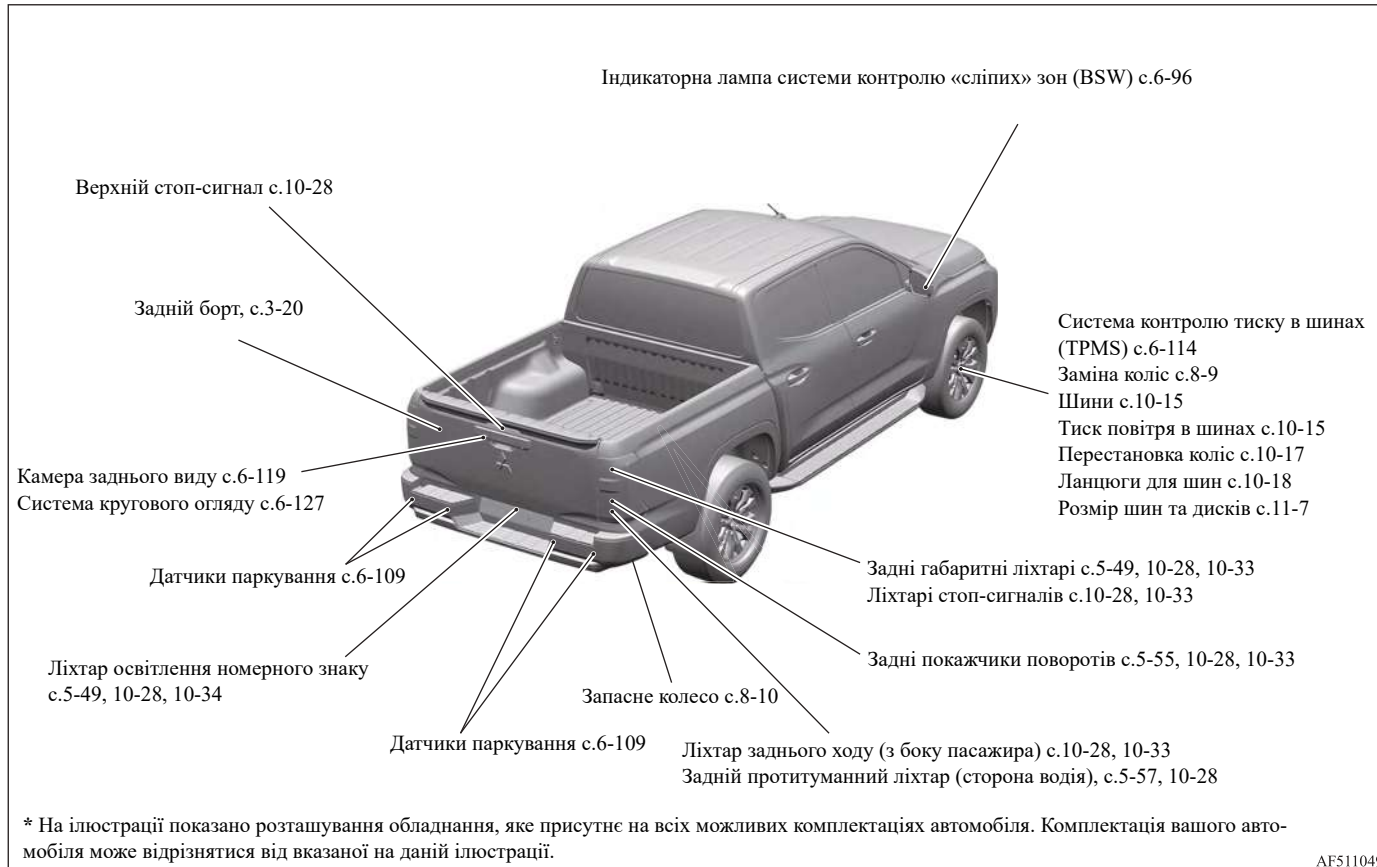 Індикаторна лампа системи контролю «сліпих» зон (BSW) с.6-96
Верхній стоп-сигнал с.10-28
Задній борт, с.3-20
Система контролю тиску в шинах
(TPMS) с.6-114
Заміна коліс с.8-9
Шини с.10-15
Тиск повітря в шинах с.10-15
Перестановка коліс с.10-17
Ланцюги для шин с.10-18
Розмір шин та дисків с.11-7
Камера заднього виду с.6-119
Система кругового огляду с.6-127
Датчики паркування с.6-109
Задні габаритні ліхтарі с.5-49, 10-28, 10-33
Ліхтарі стоп-сигналів с.10-28, 10-33
Ліхтар освітлення номерного знаку
с.5-49, 10-28, 10-34
Задні покажчики поворотів с.5-55, 10-28, 10-33
Запасне колесо с.8-10
Датчики паркування с.6-109
Ліхтар заднього ходу (з боку пасажира) с.10-28, 10-33
Задній протитуманний ліхтар (сторона водія), с.5-57, 10-28
* На ілюстрації показано розташування обладнання, яке присутнє на всіх можливих комплектаціях автомобіля. Комплектація вашого авто-
мобіля може відрізнятися від вказаної на даній ілюстрації.
AF511049